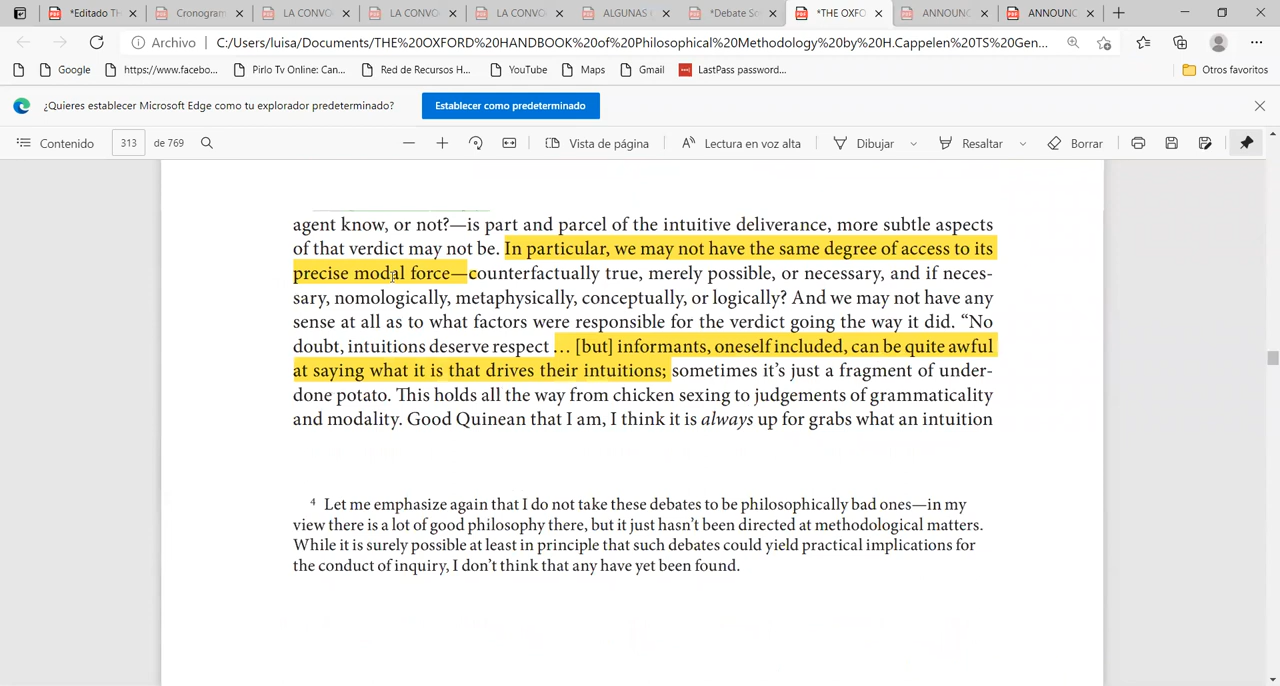 *Editado TH
Cronogram
LA CONVO
LA CONVO
LA CONVO
ALGUNAS
*Debate So
*THE OXFO
ANNOUNC
ANNOUNC
Archivo
C:/Users/luisa/Documents/THE%20OXFORD%20HANDBOOK%20of%20Philosophical%20Methodology%20by%20H.Cappelen%20TS%20Gen...
Google
https://www.facebo...
Pirlo Tv Online: Can...
Red de Recursos H...
YouTube
Maps
Gmail
LastPass password...
Otros favoritos
¿Quieres establecer Microsoft Edge como tu explorador predeterminado?
Establecer como predeterminado
Contenido
313
de 769
Vista de página
Lectura en voz alta
Dibujar
Resaltar
Borrar
agent know, or not?—is part and parcel of the intuitive deliverance, more subtle aspects
of that verdict may not be. In particular, we may not have the same degree of access to its
precise modal force—counterfactually true, merely possible, or necessary, and if neces-
sary, nomologically, metaphysically, conceptually, or logically? And we may not have any
sense at all as to what factors were responsible for the verdict going the way it did. “No
doubt, intuitions deserve respect … [but] informants, oneself included, can be quite awful
at saying what it is that drives their intuitions; sometimes it’s just a fragment of under-
done potato. This holds all the way from chicken sexing to judgements of grammaticality
and modality. Good Quinean that I am, I think it is always up for grabs what an intuition
4 Let me emphasize again that I do not take these debates to be philosophically bad ones—in my
view there is a lot of good philosophy there, but it just hasn’t been directed at methodological matters.
While it is surely possible at least in principle that such debates could yield practical implications for
the conduct of inquiry, I don’t think that any have yet been found.